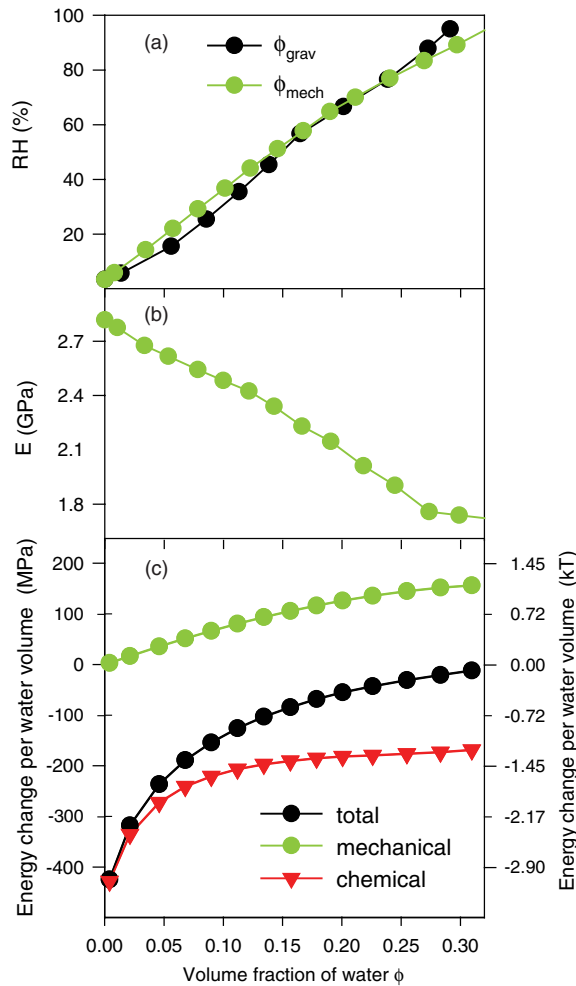 100
80
60
40
20
RH (%)
(a)
ϕgrav
ϕmech
2.7
2.4
2.1
1.8
E (GPa)
(b)
200
100
0
-100
-200
-300
-400
Energy change per water volume (MPa)
(c)
total
mechanical
chemical
1.45
0.72
0.00
-0.72
-1.45
-2.17
-2.90
Energy change per water volume (kT)
0.00 0.05 0.10 0.15 0.20 0.25 0.30
Volume fraction of water ϕ